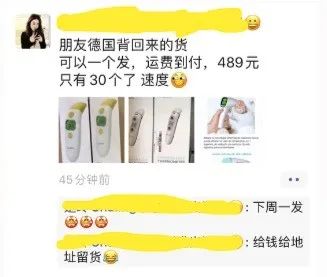 朋友德国背回来的货
可以一个发，运费到付，489元
只有30个了 速度
45分钟前
: 下周一发
: 给钱给地
址留货